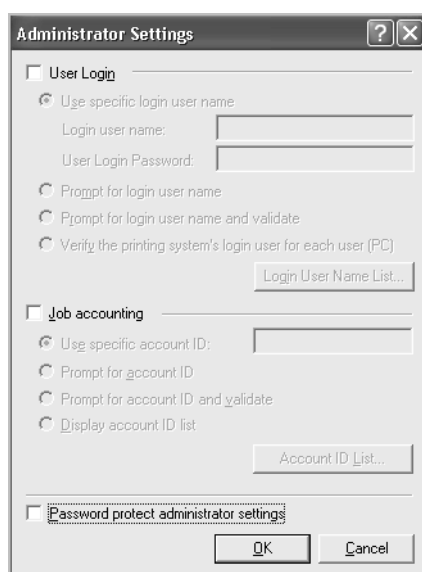 Administrator Settings
User Login
Use specific login user name
Login user name:
User Login Password:
Prompt for login user name
Prompt for login user name and validate
Verify the printing system's login user for each user (PC)
Login User Name List...
Job accounting
Use specific account ID:
Prompt for account ID
Prompt for account ID and validate
Display account ID list
Account ID List...
Password protect administrator settings
OK Cancel